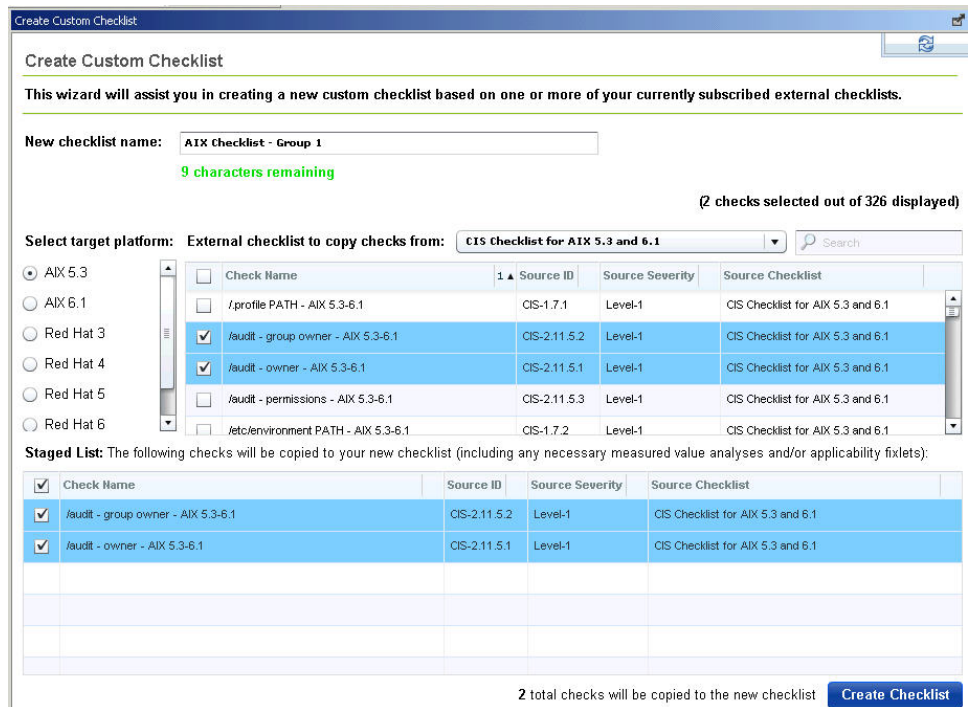 Create Custom Checklist
Create Custom Checklist
This wizard will assist you in creating a new custom checklist based on one or more of your currently subscribed external checklists.
New checklist name: AIX Checklist - Group 1
9 characters remaining
(2 checks selected out of 326 displayed)
Select target platform: External checklist to copy checks from: CIS Checklist for AIX 5.3 and 6.1 Search
AIX 5.3
AIX 6.1
Red Hat 3
Red Hat 4
Red Hat 5
Red Hat 6
Check Name 1 Source ID Source Severity Source Checklist
/.profile PATH - AIX 5.3-6.1 CIS-1.7.1 Level-1 CIS Checklist for AIX 5.3 and 6.1
/audit - group owner - AIX 5.3-6.1 CIS-2.11.5.2 Level-1 CIS Checklist for AIX 5.3 and 6.1
/audit - owner - AIX 5.3-6.1 CIS-2.11.5.1 Level-1 CIS Checklist for AIX 5.3 and 6.1
/audit - permissions - AIX 5.3-6.1 CIS-2.11.5.3 Level-1 CIS Checklist for AIX 5.3 and 6.1
/etc/environment PATH - AIX 5.3-6.1 CIS-1.7.2 Level-1 CIS Checklist for AIX 5.3 and 6.1
Staged List: The following checks will be copied to your new checklist (including any necessary measured value analyses and/or applicability fixlets):
Check Name Source ID Source Severity Source Checklist
/audit - group owner - AIX 5.3-6.1 CIS-2.11.5.2 Level-1 CIS Checklist for AIX 5.3 and 6.1
/audit - owner - AIX 5.3-6.1 CIS-2.11.5.1 Level-1 CIS Checklist for AIX 5.3 and 6.1
2 total checks will be copied to the new checklist Create Checklist